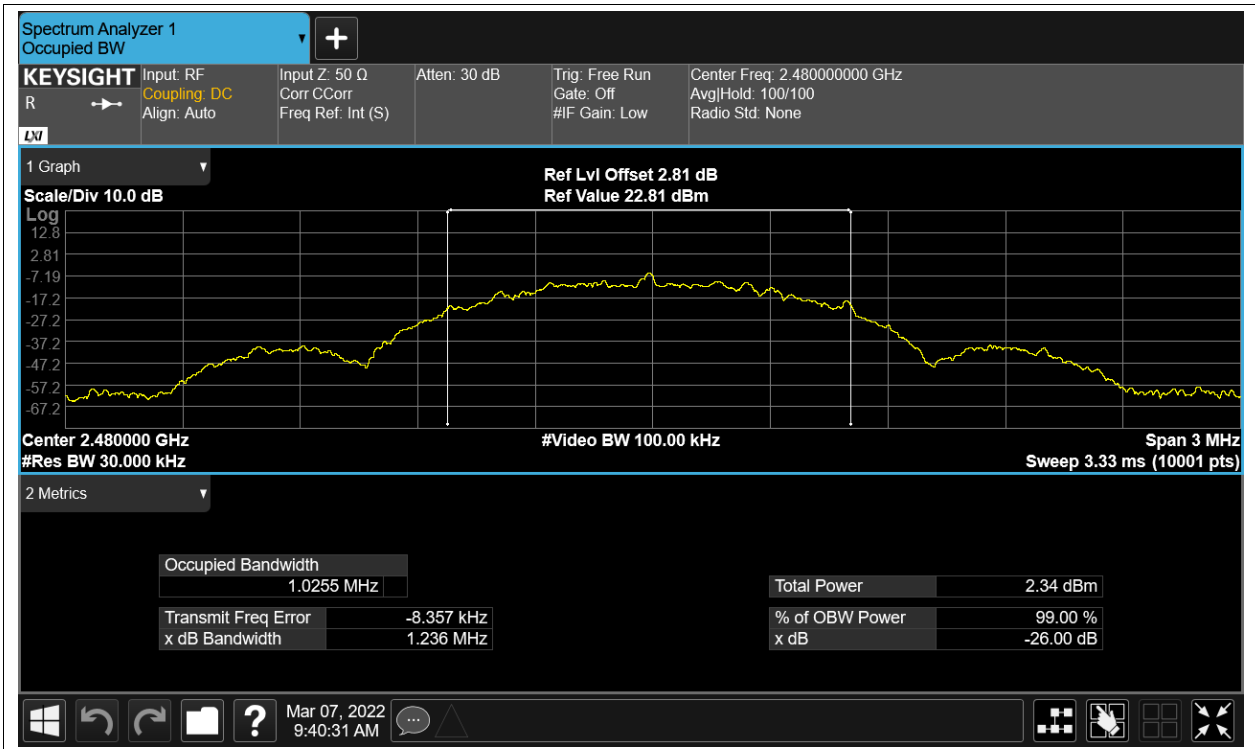 Spectrum Analyzer 1
Occupied BW
KEYSIGHT
R
LXI
Input: RF
Coupling: DC
Align: Auto
Input Z: 50 Ω
Corr CCorr
Freq Ref: Int (S)
Atten: 30 dB
Trig: Free Run
Gate: Off
#IF Gain: Low
Center Freq: 2.480000000 GHz
Avg|Hold: 100/100
Radio Std: None
1 Graph
Scale/Div 10.0 dB
Ref Lvl Offset 2.81 dB
Ref Value 22.81 dBm
Log
12.8
2.81
-7.19
-17.2
-27.2
-37.2
-47.2
-57.2
-67.2
Center 2.480000 GHz
#Res BW 30.000 kHz
#Video BW 100.00 kHz
Span 3 MHz
Sweep 3.33 ms (10001 pts)
2 Metrics
Occupied Bandwidth
1.0255 MHz
Transmit Freq Error -8.357 kHz
x dB Bandwidth 1.236 MHz
Total Power 2.34 dBm
% of OBW Power 99.00 %
x dB -26.00 dB
?
Mar 07, 2022
9:40:31 AM